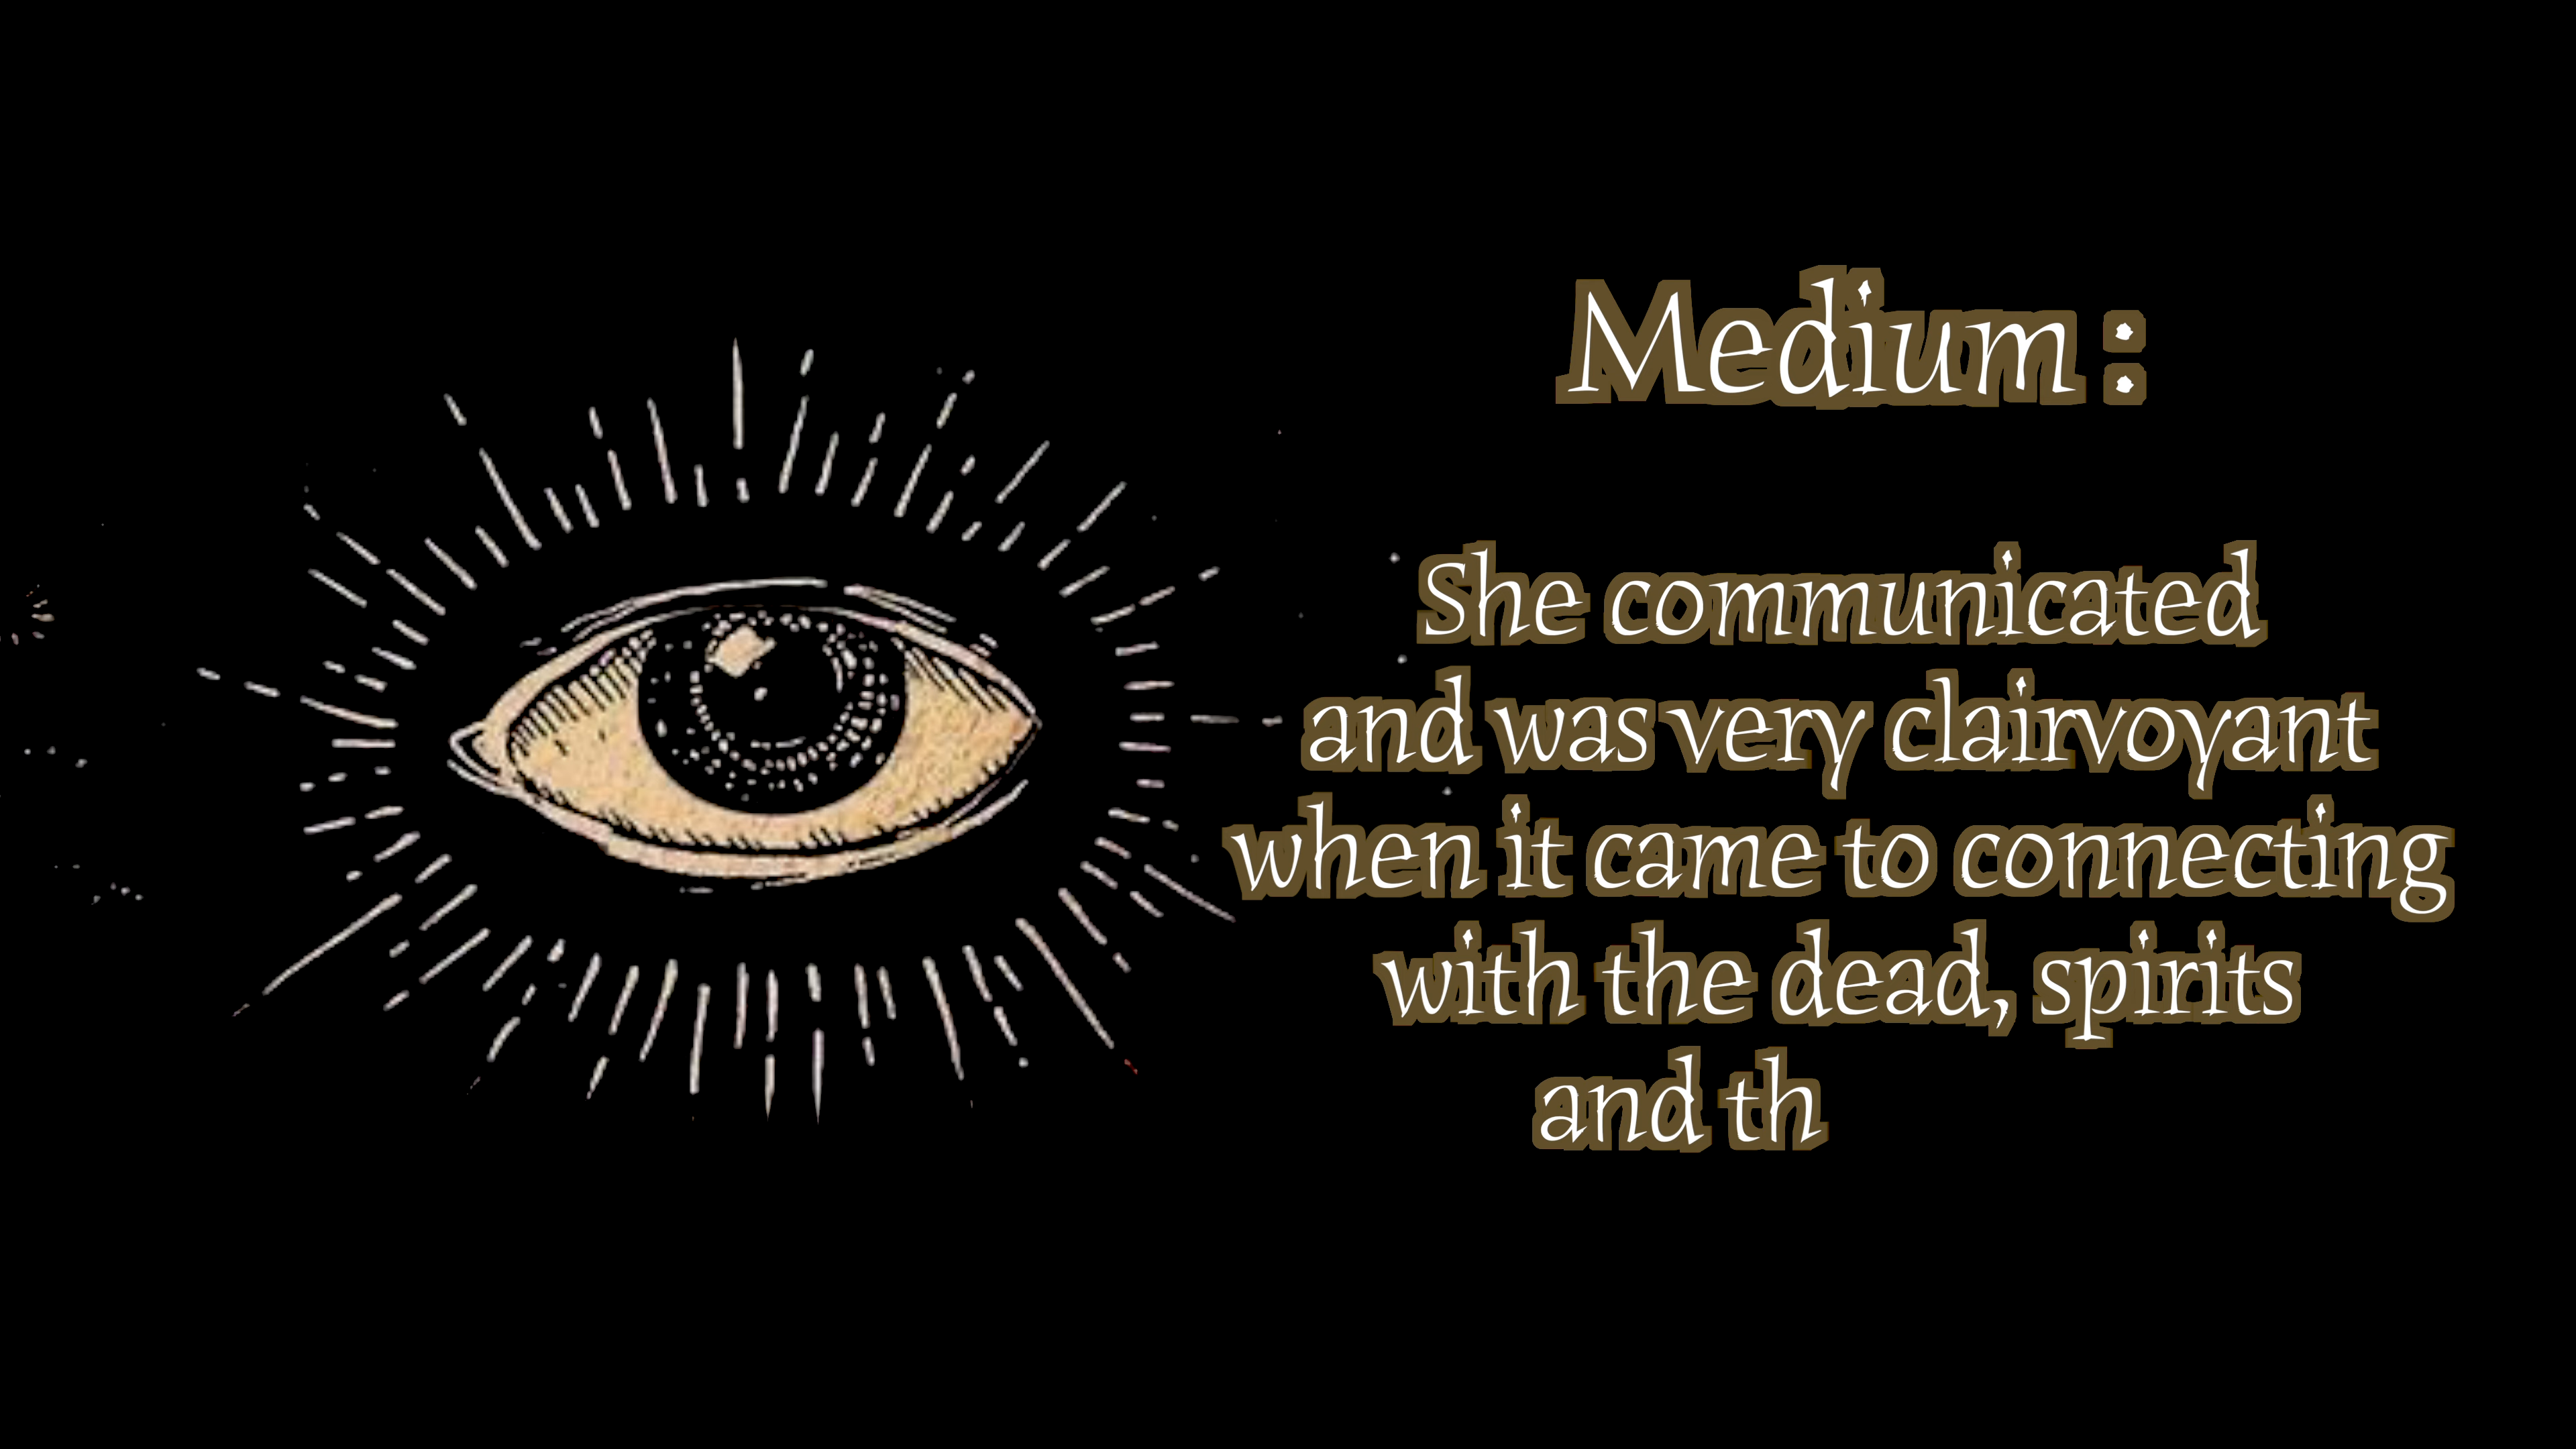 Medium :
She communicated
and was very clairvoyant
when it came to connecting
with the dead, spirits
and th